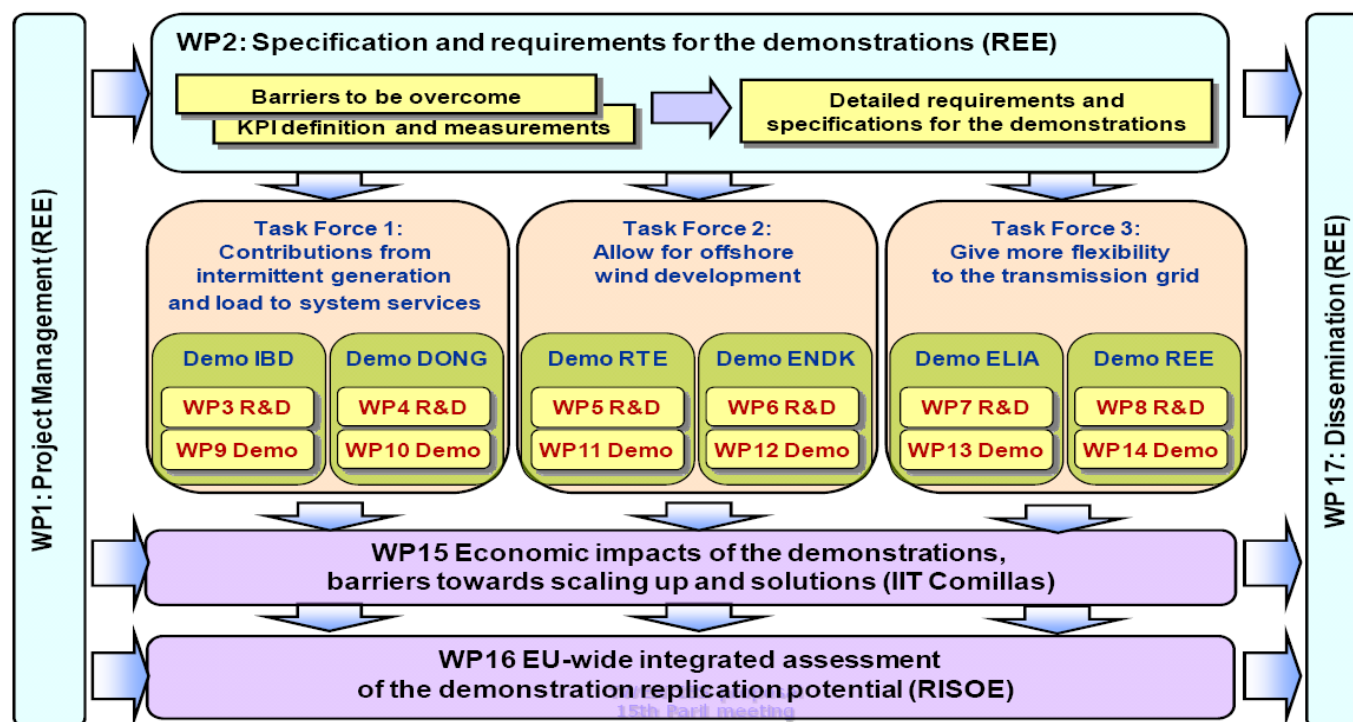 WP1: Project Management (REE)
WP2: Specification and requirements for the demonstrations (REE)
Barriers to be overcome
KPI definition and measurements
Detailed requirements and
specifications for the demonstrations
Task Force 1:
Contributions from
intermittent generation
and load to system services
Demo IBD
WP3 R&D
WP9 Demo
Demo DONG
WP4 R&D
WP10 Demo
Task Force 2:
Allow for offshore
wind development
Demo RTE
WP5 R&D
WP11 Demo
Demo ENDK
WP6 R&D
WP12 Demo
Task Force 3:
Give more flexibility
to the transmission grid
Demo ELIA
WP7 R&D
WP13 Demo
Demo REE
WP8 R&D
WP14 Demo
WP15 Economic impacts of the demonstrations,
barriers towards scaling up and solutions (IIT Comillas)
WP16 EU-wide integrated assessment
of the demonstration replication potential (RISOE)
15th Paril meeting
WP 17: Dissemination (REE)